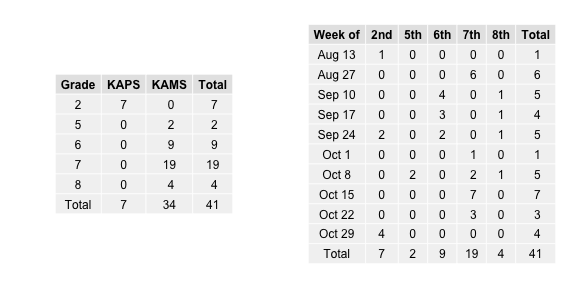 Grade KAPS KAMS Total
2 7 0 7
5 0 2 2
6 0 9 9
7 0 19 19
8 0 4 4
Total 7 34 41
Week of 2nd 5th 6th 7th 8th Total
Aug 13 1 0 0 0 0 1
Aug 27 0 0 0 6 0 6
Sep 10 0 0 4 0 1 5
Sep 17 0 0 3 0 1 4
Sep 24 2 0 2 0 1 5
Oct 1 0 0 0 1 0 1
Oct 8 0 2 0 2 1 5
Oct 15 0 0 0 7 0 7
Oct 22 0 0 0 3 0 3
Oct 29 4 0 0 0 0 4
Total 7 2 9 19 4 41